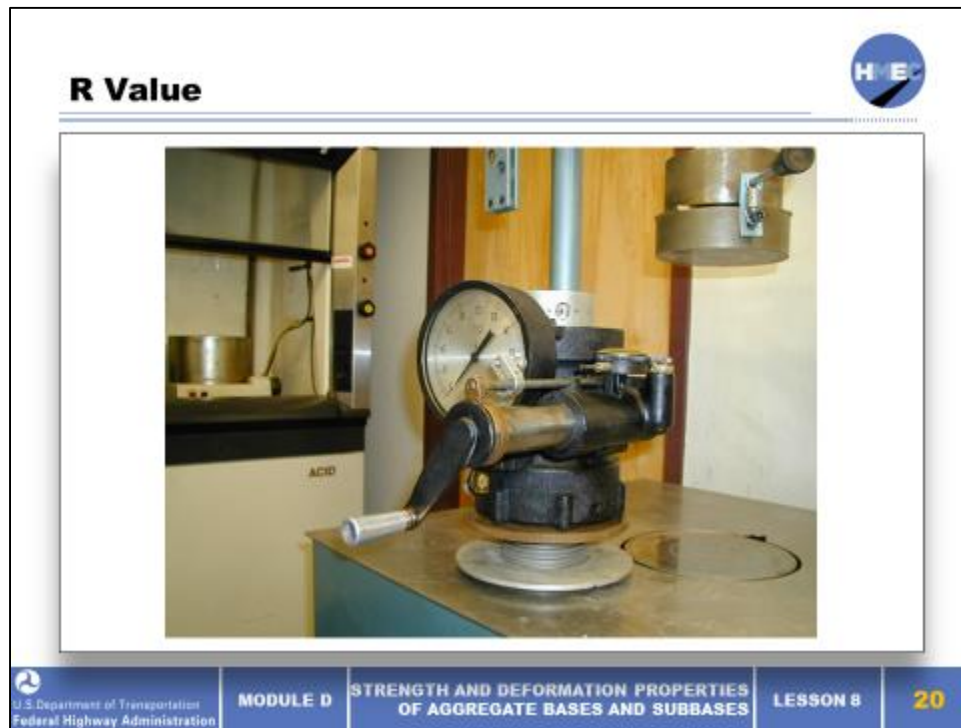 R Value
HMEC
ACID
U.S.Department of Transportation
Federal Highway Administration
MODULE D
STRENGTH AND DEFORMATION PROPERTIES
OF AGGREGATE BASES AND SUBBASES
LESSON 8
20